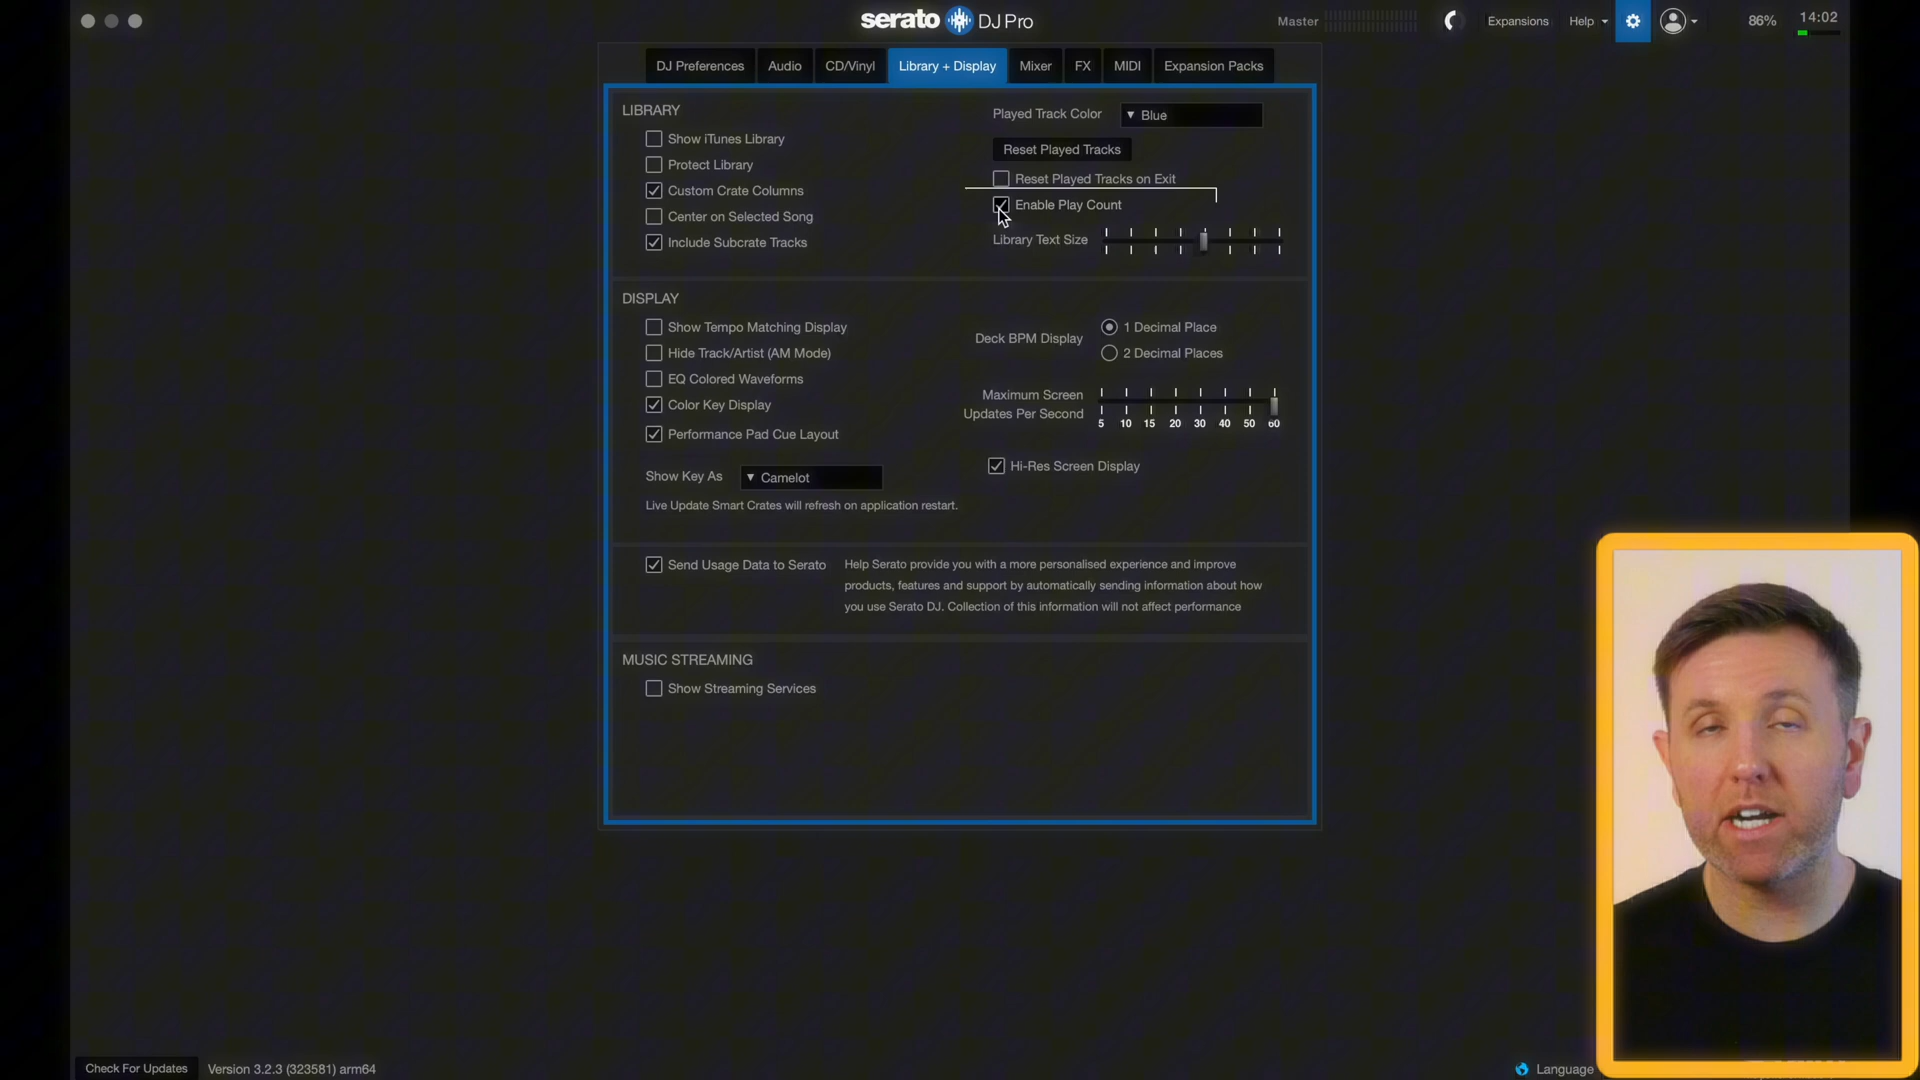 serato DJ Pro
Master
Expansions
Help
86%
14:02
DJ Preferences
Audio
CD/Vinyl
Library + Display
Mixer
FX
MIDI
Expansion Packs
LIBRARY
Show iTunes Library
Protect Library
Custom Crate Columns
Center on Selected Song
Include Subcrate Tracks
Played Track Color
Blue
Reset Played Tracks
Reset Played Tracks on Exit
Enable Play Count
Library Text Size
DISPLAY
Show Tempo Matching Display
Hide Track/Artist (AM Mode)
EQ Colored Waveforms
Color Key Display
Performance Pad Cue Layout
Show Key As
Camelot
Live Update Smart Crates will refresh on application restart.
Deck BPM Display
1 Decimal Place
2 Decimal Places
Maximum Screen
Updates Per Second
5 10 15 20 30 40 50 60
Hi-Res Screen Display
Send Usage Data to Serato
Help Serato provide you with a more personalised experience and improve
products, features and support by automatically sending information about how
you use Serato DJ. Collection of this information will not affect performance
MUSIC STREAMING
Show Streaming Services
Check For Updates
Version 3.2.3 (323581) arm64
Language